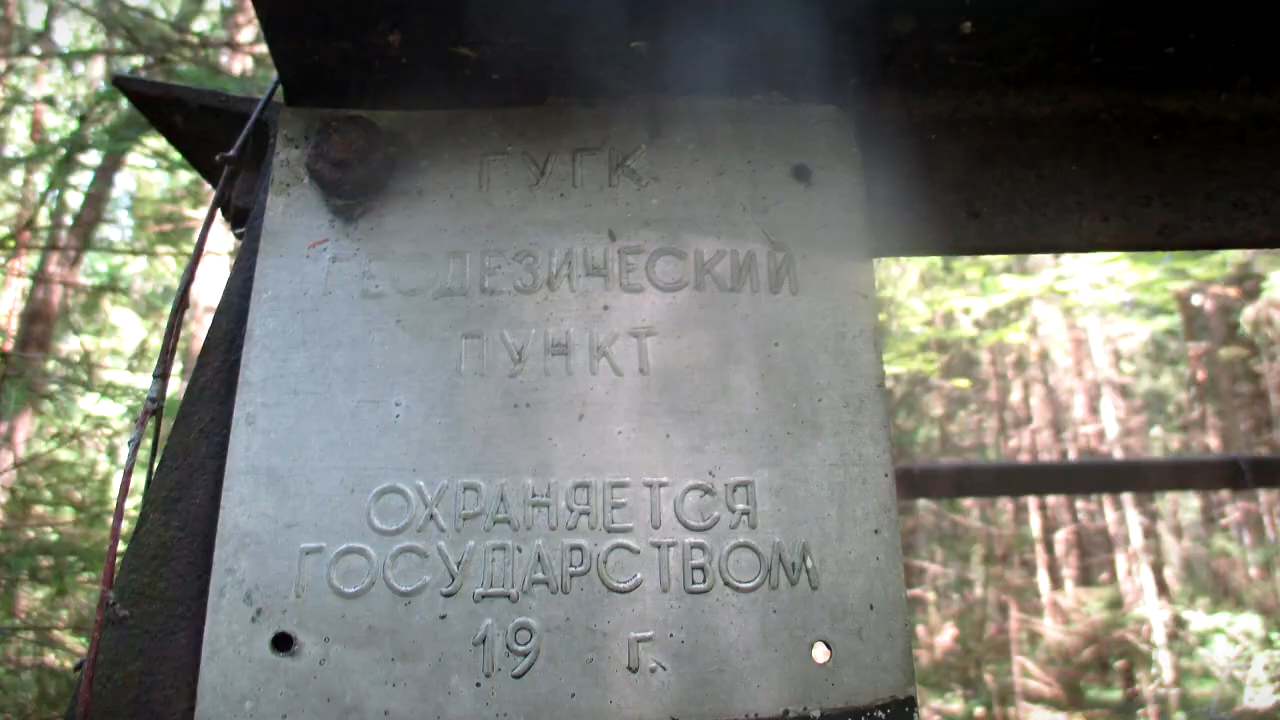 ГУГК
ГЕОДЕЗИЧЕСКИЙ
ПУНКТ
ОХРАНЯЕТСЯ
ГОСУДАРСТВОМ
19 г.